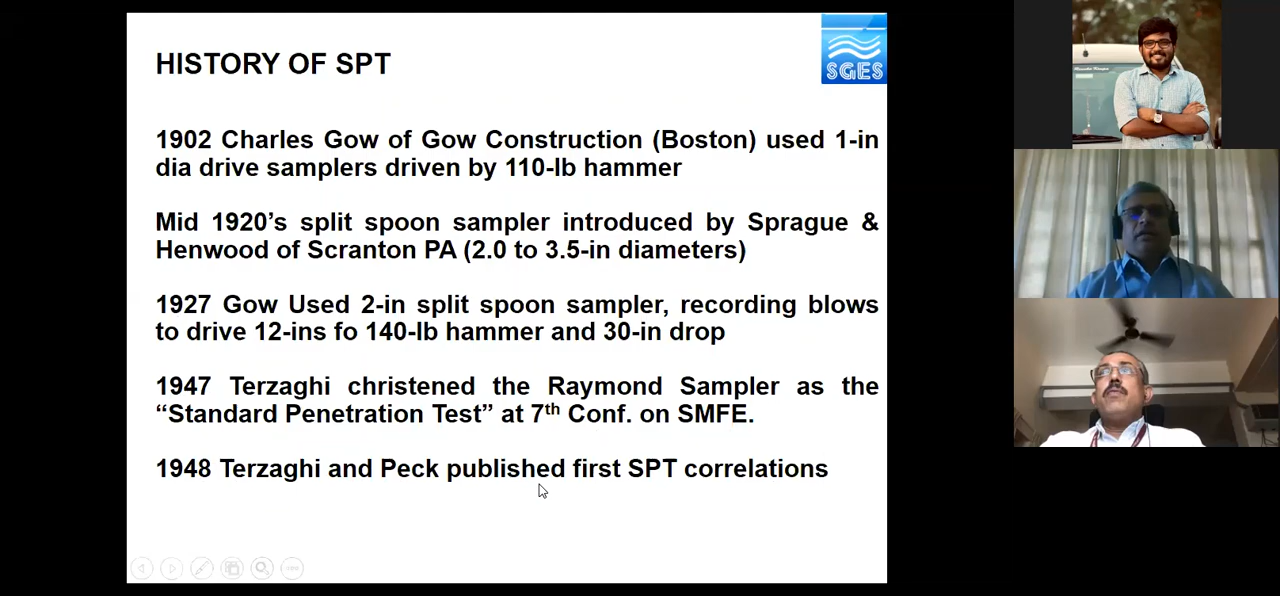 HISTORY OF SPT
SGES
1902 Charles Gow of Gow Construction (Boston) used 1-in
dia drive samplers driven by 110-lb hammer
Mid 1920’s split spoon sampler introduced by Sprague &
Henwood of Scranton PA (2.0 to 3.5-in diameters)
1927 Gow Used 2-in split spoon sampler, recording blows
to drive 12-ins fo 140-lb hammer and 30-in drop
1947 Terzaghi christened the Raymond Sampler as the
“Standard Penetration Test” at 7th Conf. on SMFE.
1948 Terzaghi and Peck published first SPT correlations